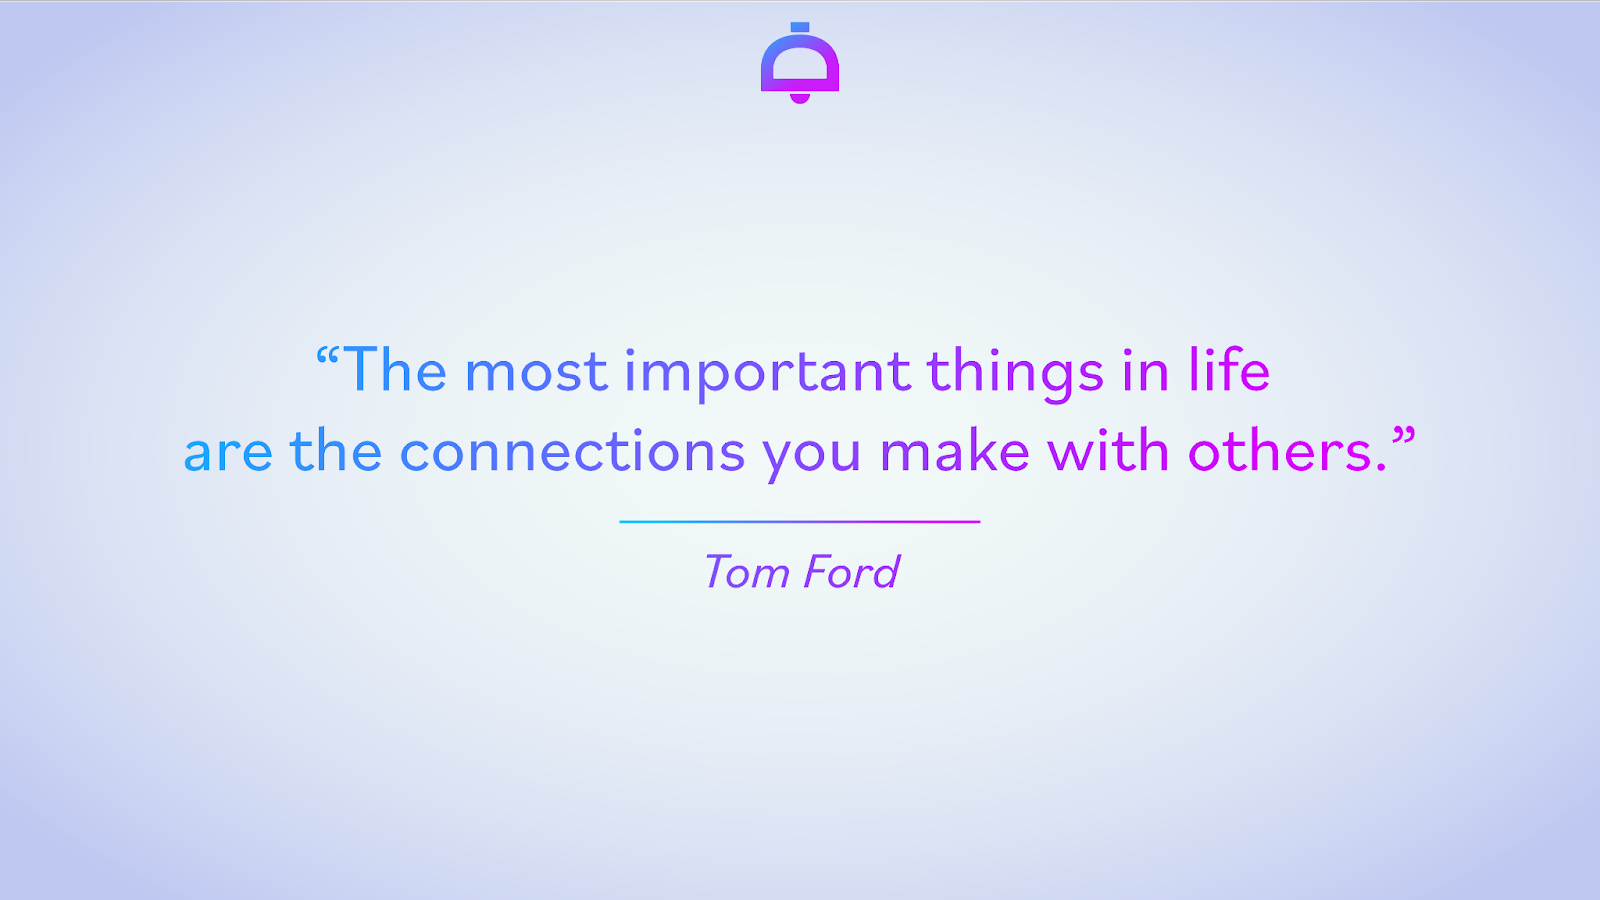 “The most important things in life
are the connections you make with others.”
Tom Ford